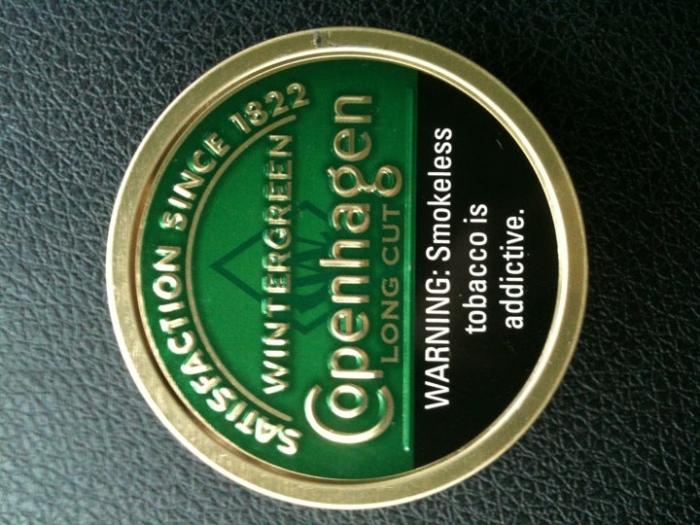 SATISFACTION SINCE 1822
WINTERGREEN
Copenhagen
LONG CUT
WARNING: Smokeless
tobacco is
addictive.